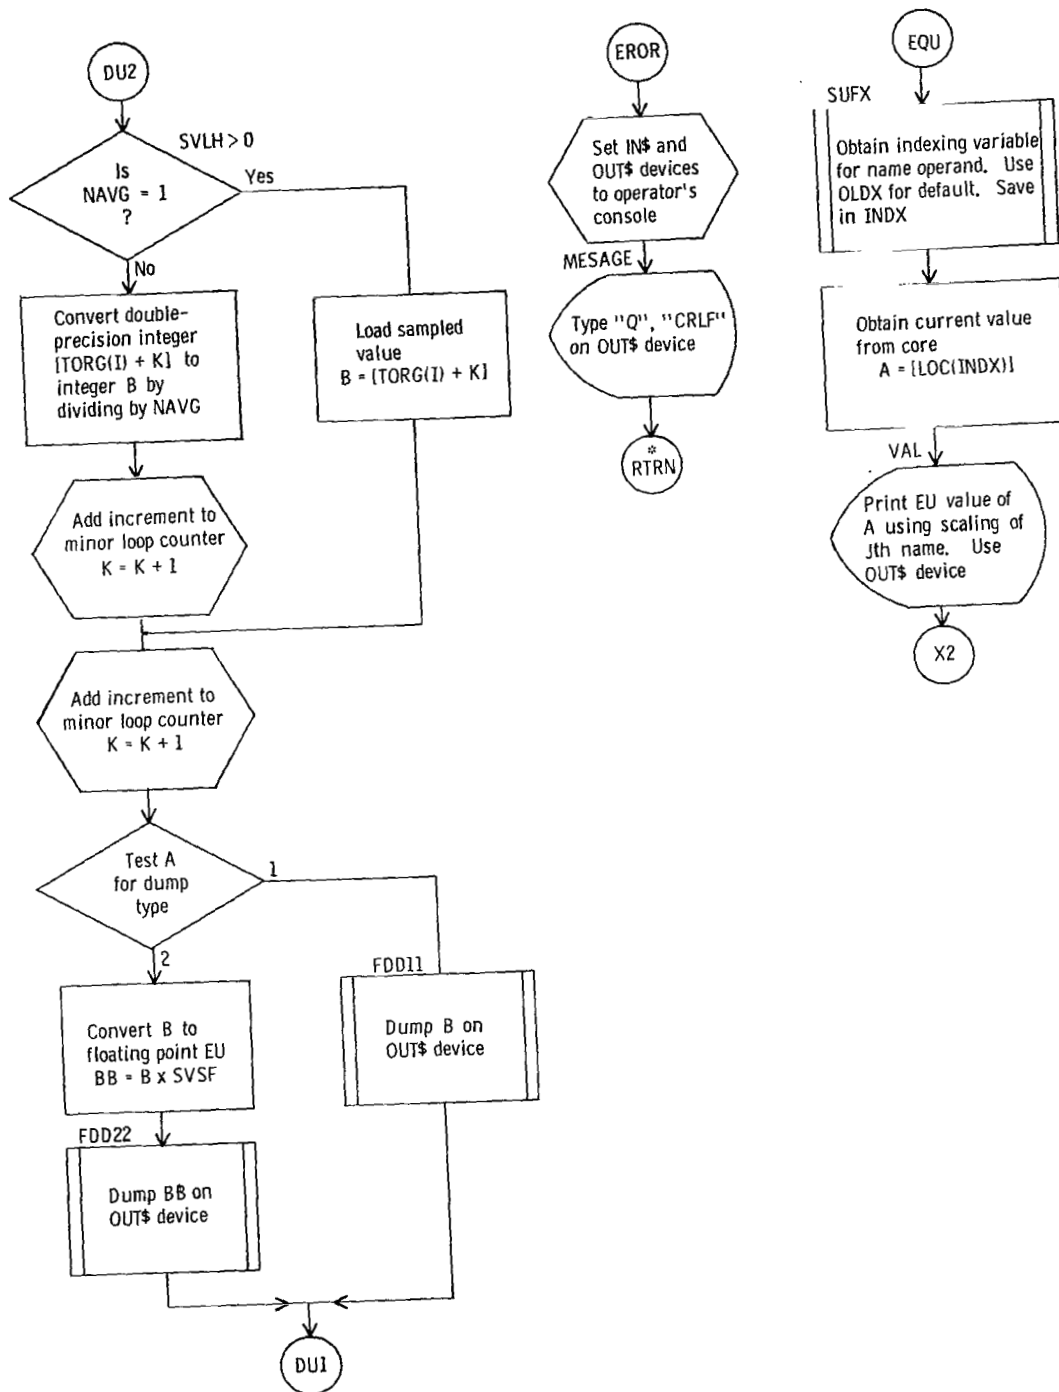 DU2
SVLH > 0
Is
NAVG = 1
?
Yes
No
Convert double-
precision integer
[TORG(I) + K] to
integer B by
dividing by NAVG
Load sampled
value
B = [TORG(I) + K]
Add increment to
minor loop counter
K = K + 1
Add increment to
minor loop counter
K = K + 1
Test A
for dump
type
1
2
Convert B to
floating point EU
BB = B x SVSF
FDD11
Dump B on
OUT$ device
FDD22
Dump BB on
OUT$ device
DU1
EROR
Set IN$ and
OUT$ devices
to operator's
console
MESAGE
Type "Q", "CRLF"
on OUT$ device
*
RTRN
EQU
SUFX
Obtain indexing variable
for name operand. Use
OLDX for default. Save
in INDX
Obtain current value
from core
A = [LOC(INDX)]
VAL
Print EU value of
A using scaling of
Jth name. Use
OUT$ device
X2